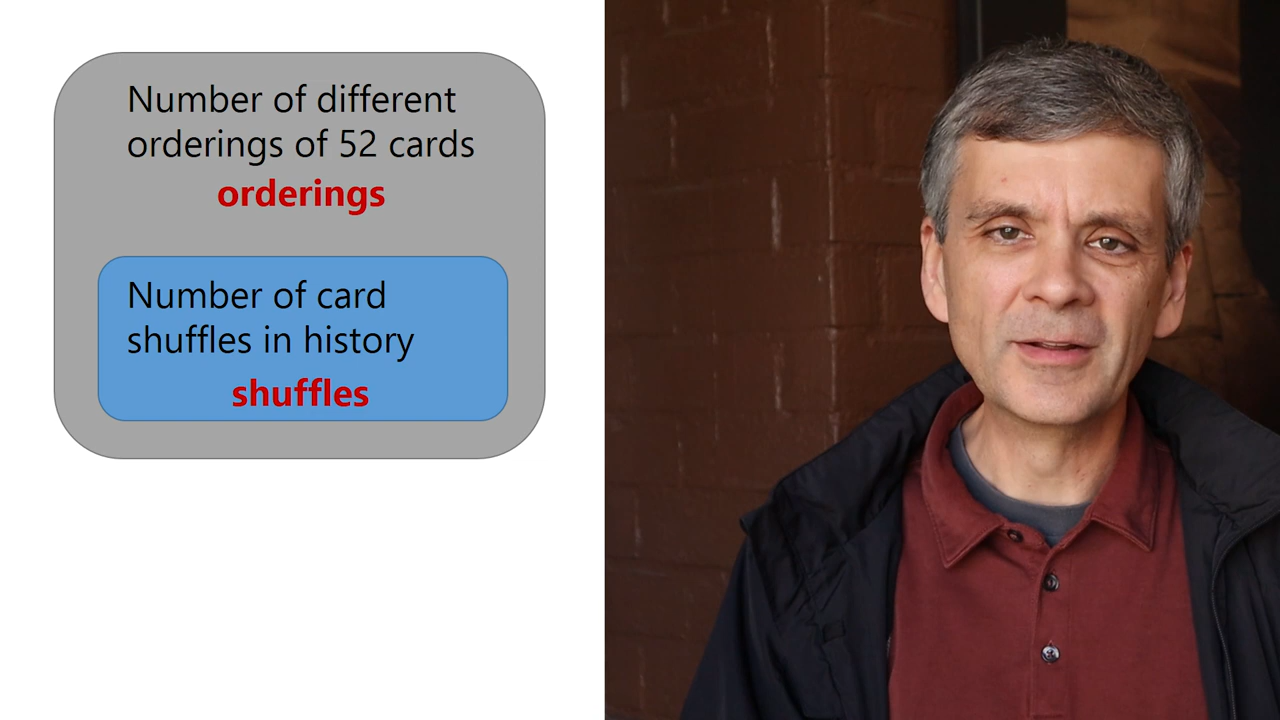 Number of different
orderings of 52 cards
orderings
Number of card
shuffles in history
shuffles